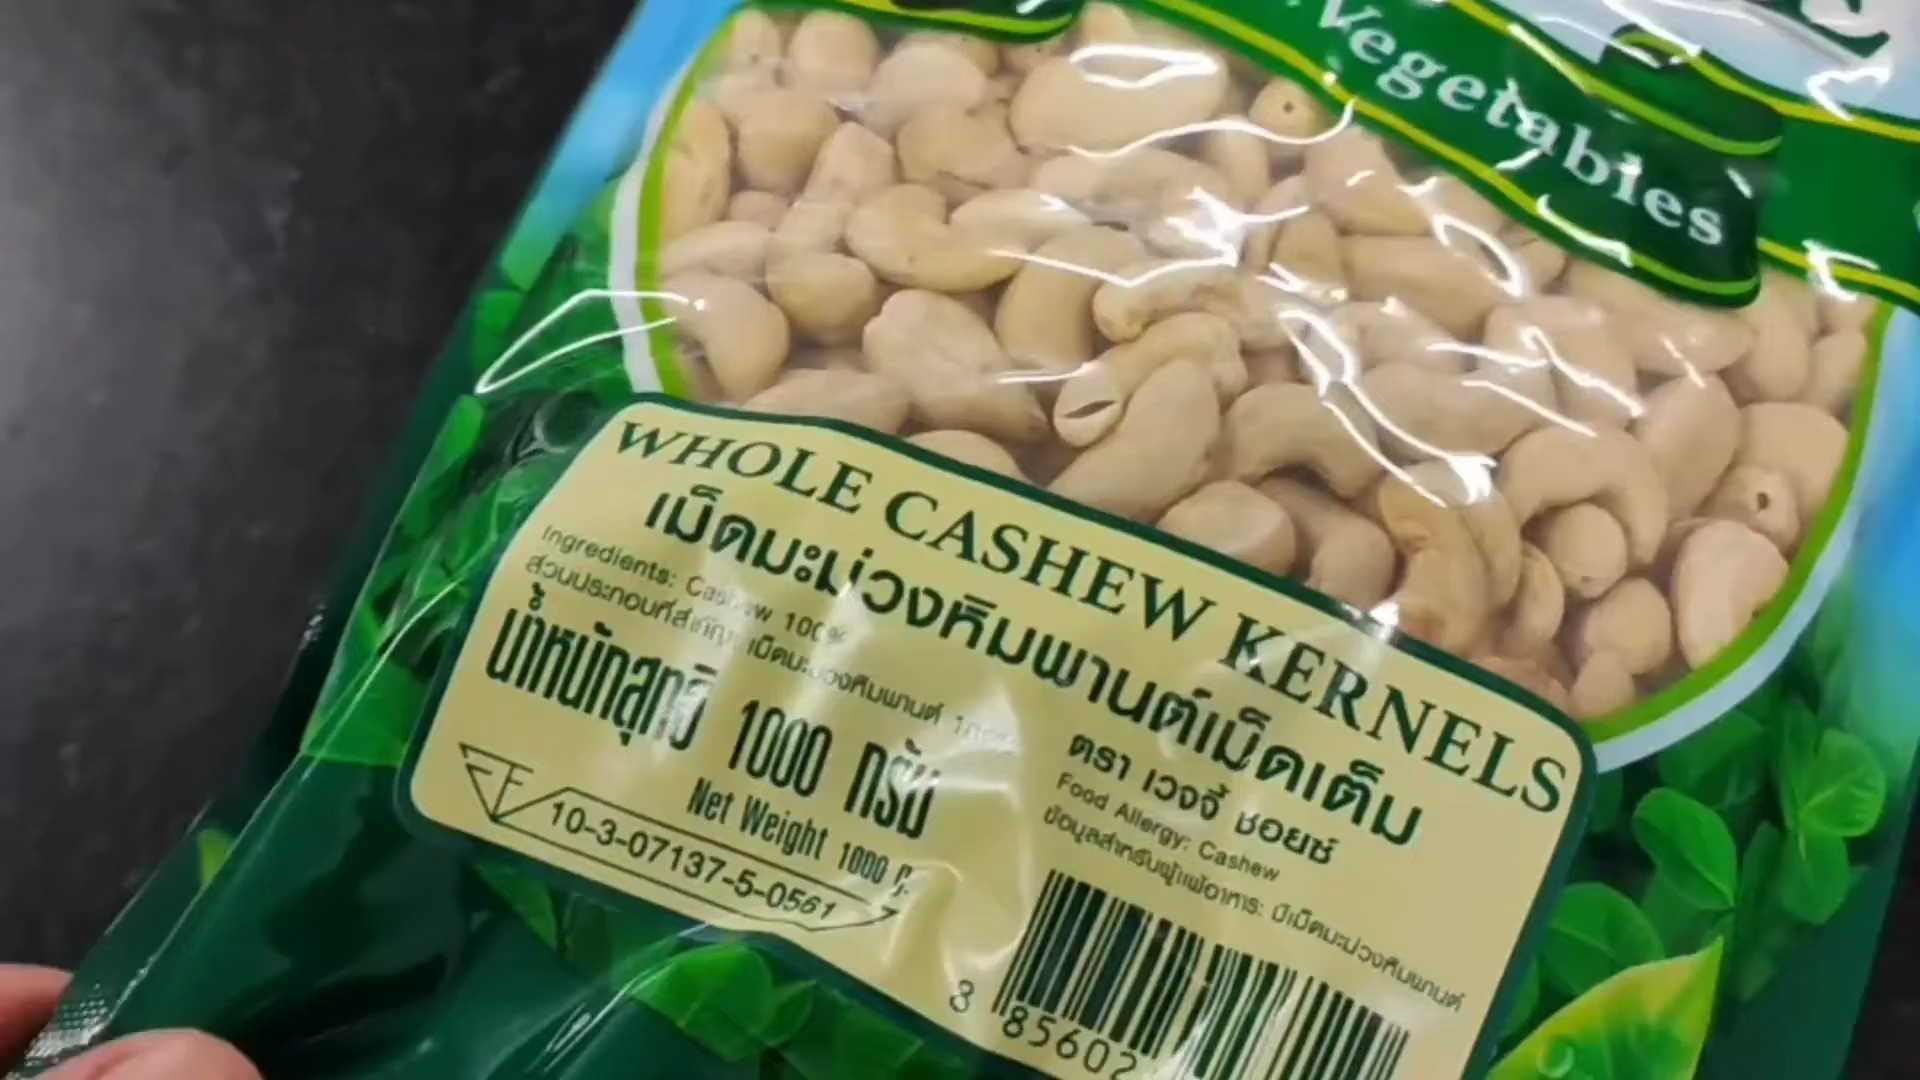 Vegetables
WHOLE CASHEW KERNELS
เม็ดมะม่วงหิมพานต์เม็ดเต็ม
Ingredients: Cashew 100%
ส่วนประกอบที่สำคัญ: เม็ดมะม่วงหิมพานต์ 100%
น้ำหนักสุทธิ 1000 กรัม
Net Weight 1000 g.
10-3-07137-5-0561
ตรา เวจจี้ ชอยซ์
Food Allergy: Cashew
ข้อมูลสำหรับผู้แพ้อาหาร: มีเม็ดมะม่วงหิมพานต์
8 85602